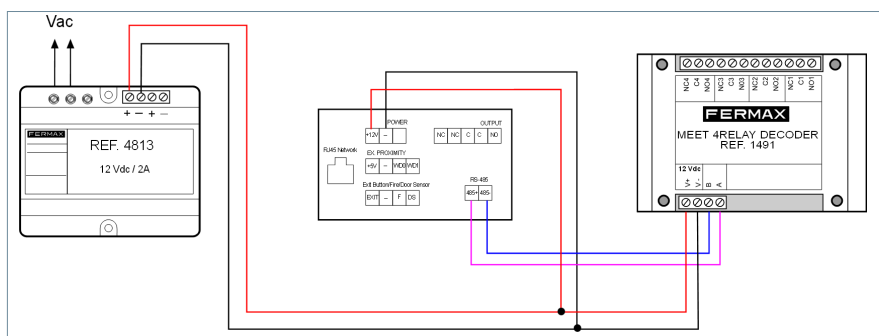 Vac
+ − + −
FERMAX
REF. 4813
12 Vdc / 2A
POWER
OUTPUT
+12V −
NC NC C C NO
RJ45 Network
EX. PROXIMITY
+5V − WD0 WD1
Exit Button/Fire/Door Sensor
EXIT − F DS
RS-485
485+ 485-
NC4 C4 NO4 NC3 C3 NO3 NC2 C2 NO2 NC1 C1 NO1
FERMAX
MEET 4RELAY DECODER
REF. 1491
12 Vdc
V+ V- B A